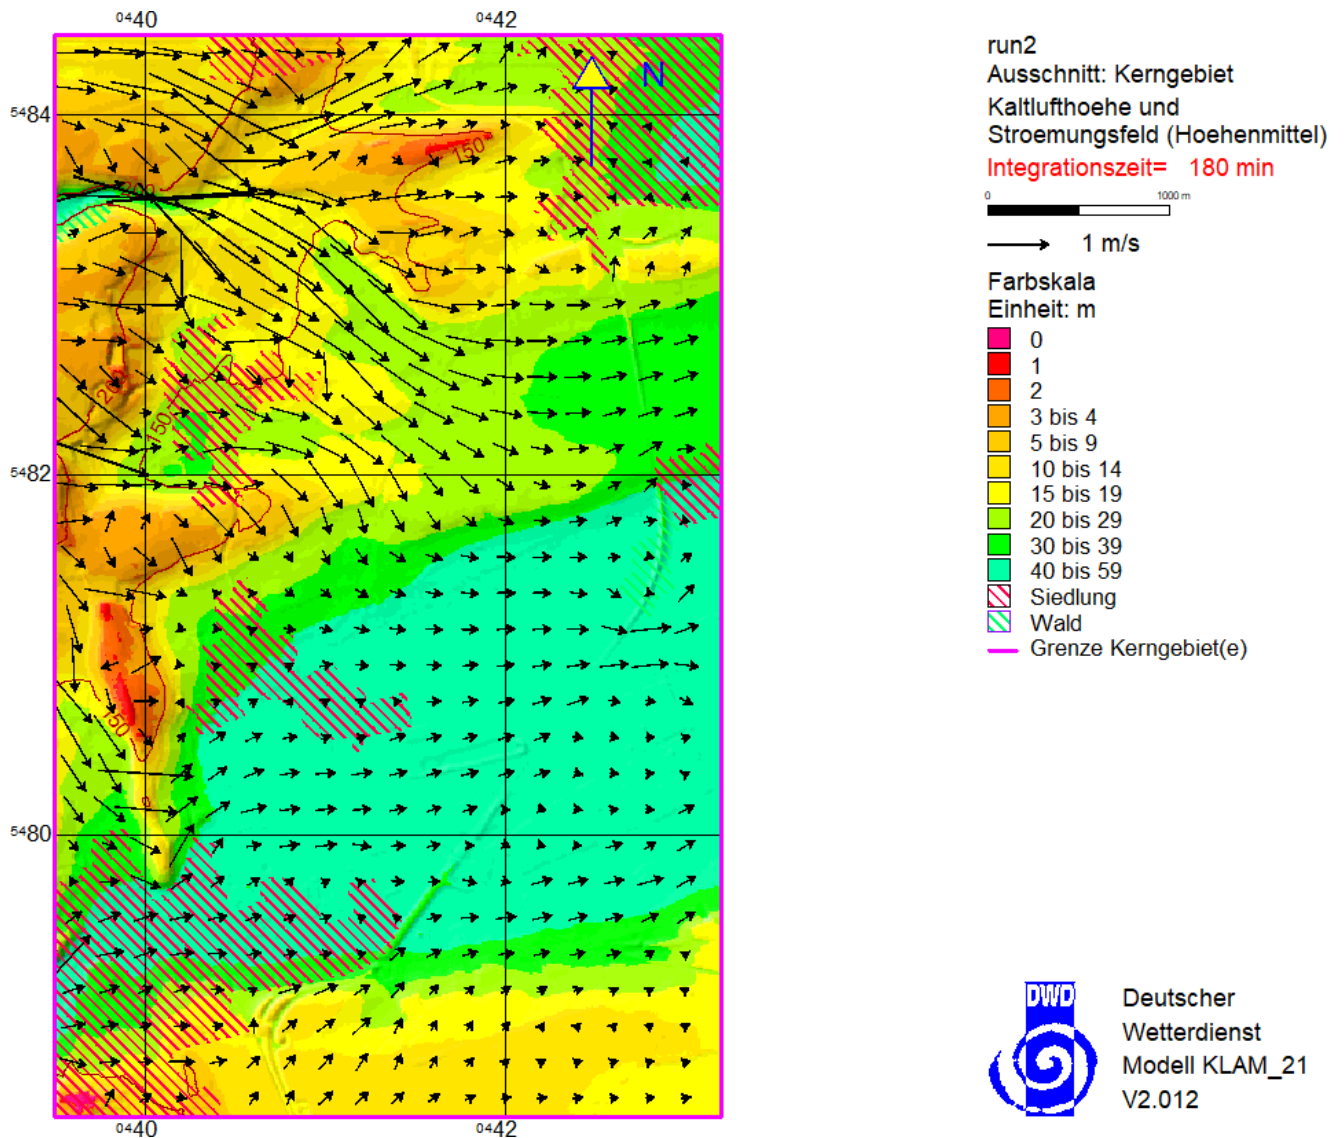 ⁰⁴40
⁰⁴42
⁵⁴84
⁵⁴82
⁵⁴80
⁰⁴40
⁰⁴42
N
150
200
200
150
150
run2
Ausschnitt: Kerngebiet
Kaltlufthoehe und
Stroemungsfeld (Hoehenmittel)
Integrationszeit= 180 min
0 1000 m
1 m/s
Farbskala
Einheit: m
0
1
2
3 bis 4
5 bis 9
10 bis 14
15 bis 19
20 bis 29
30 bis 39
40 bis 59
Siedlung
Wald
Grenze Kerngebiet(e)
DWD
Deutscher
Wetterdienst
Modell KLAM_21
V2.012